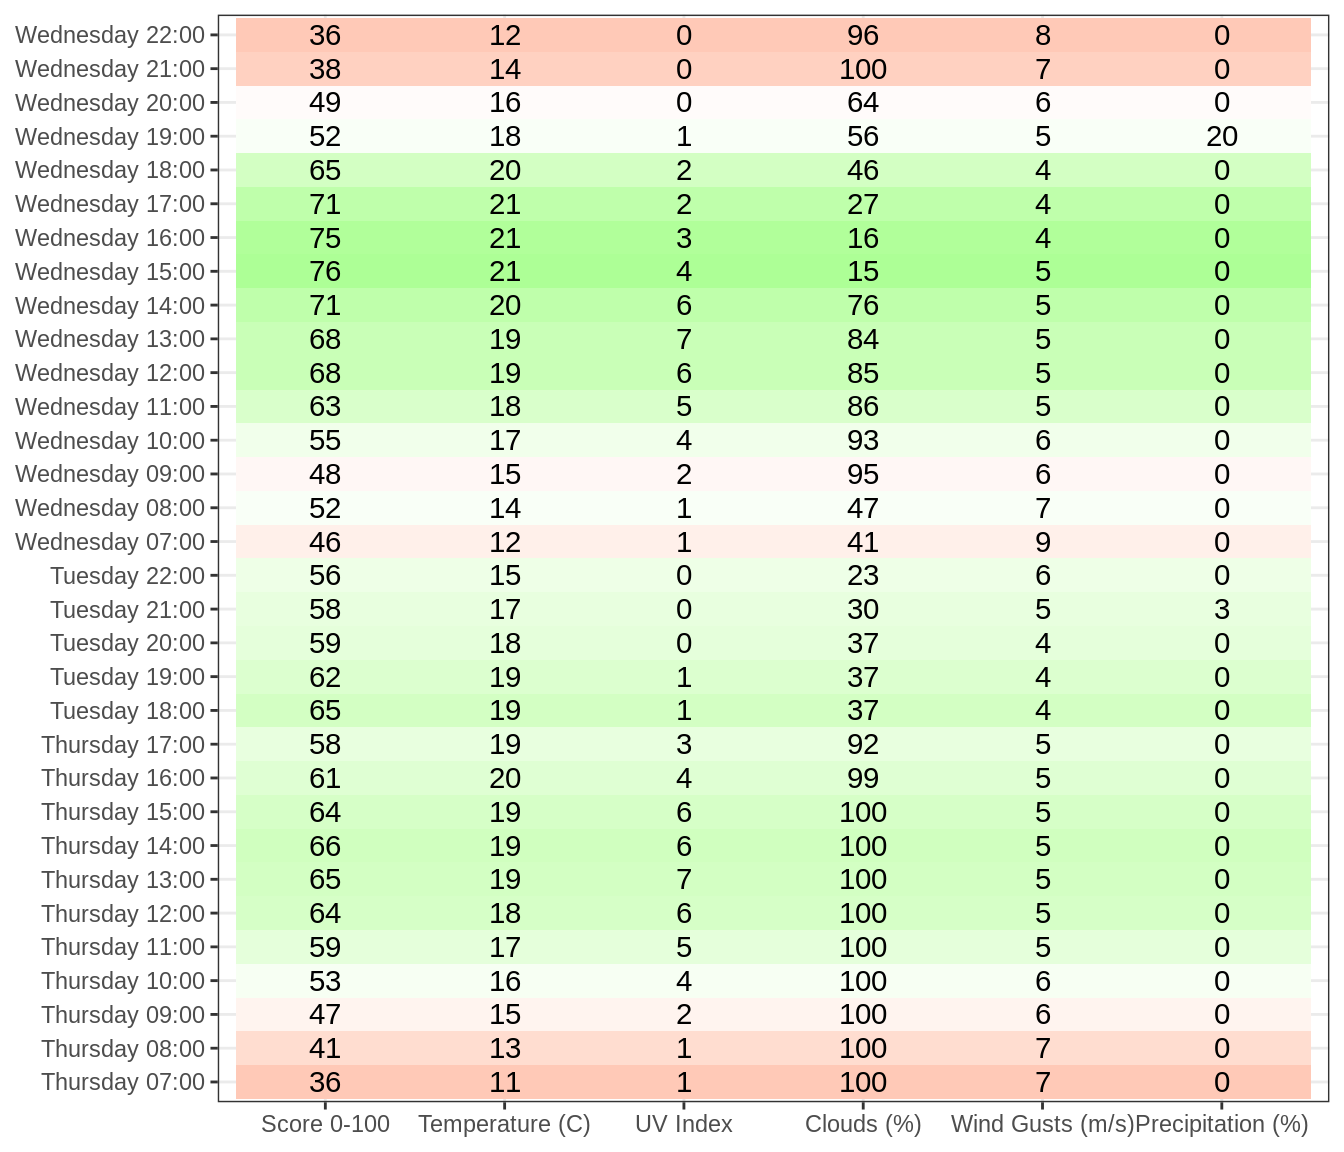 Wednesday 22:00 36 12 0 96 8 0
Wednesday 21:00 38 14 0 100 7 0
Wednesday 20:00 49 16 0 64 6 0
Wednesday 19:00 52 18 1 56 5 20
Wednesday 18:00 65 20 2 46 4 0
Wednesday 17:00 71 21 2 27 4 0
Wednesday 16:00 75 21 3 16 4 0
Wednesday 15:00 76 21 4 15 5 0
Wednesday 14:00 71 20 6 76 5 0
Wednesday 13:00 68 19 7 84 5 0
Wednesday 12:00 68 19 6 85 5 0
Wednesday 11:00 63 18 5 86 5 0
Wednesday 10:00 55 17 4 93 6 0
Wednesday 09:00 48 15 2 95 6 0
Wednesday 08:00 52 14 1 47 7 0
Wednesday 07:00 46 12 1 41 9 0
Tuesday 22:00 56 15 0 23 6 0
Tuesday 21:00 58 17 0 30 5 3
Tuesday 20:00 59 18 0 37 4 0
Tuesday 19:00 62 19 1 37 4 0
Tuesday 18:00 65 19 1 37 4 0
Thursday 17:00 58 19 3 92 5 0
Thursday 16:00 61 20 4 99 5 0
Thursday 15:00 64 19 6 100 5 0
Thursday 14:00 66 19 6 100 5 0
Thursday 13:00 65 19 7 100 5 0
Thursday 12:00 64 18 6 100 5 0
Thursday 11:00 59 17 5 100 5 0
Thursday 10:00 53 16 4 100 6 0
Thursday 09:00 47 15 2 100 6 0
Thursday 08:00 41 13 1 100 7 0
Thursday 07:00 36 11 1 100 7 0
Score 0-100 Temperature (C) UV Index Clouds (%) Wind Gusts (m/s) Precipitation (%)